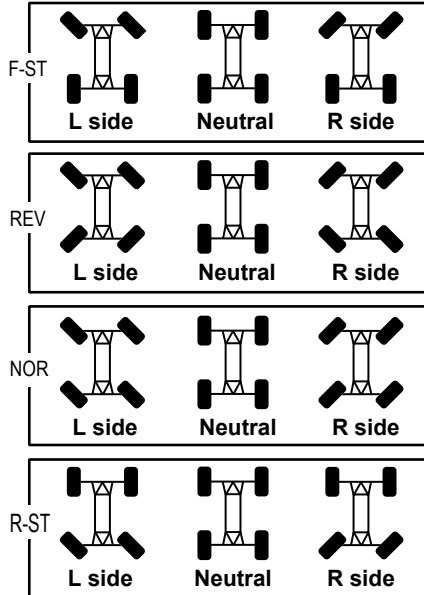 F-ST
L side Neutral R side
REV
L side Neutral R side
NOR
L side Neutral R side
R-ST
L side Neutral R side